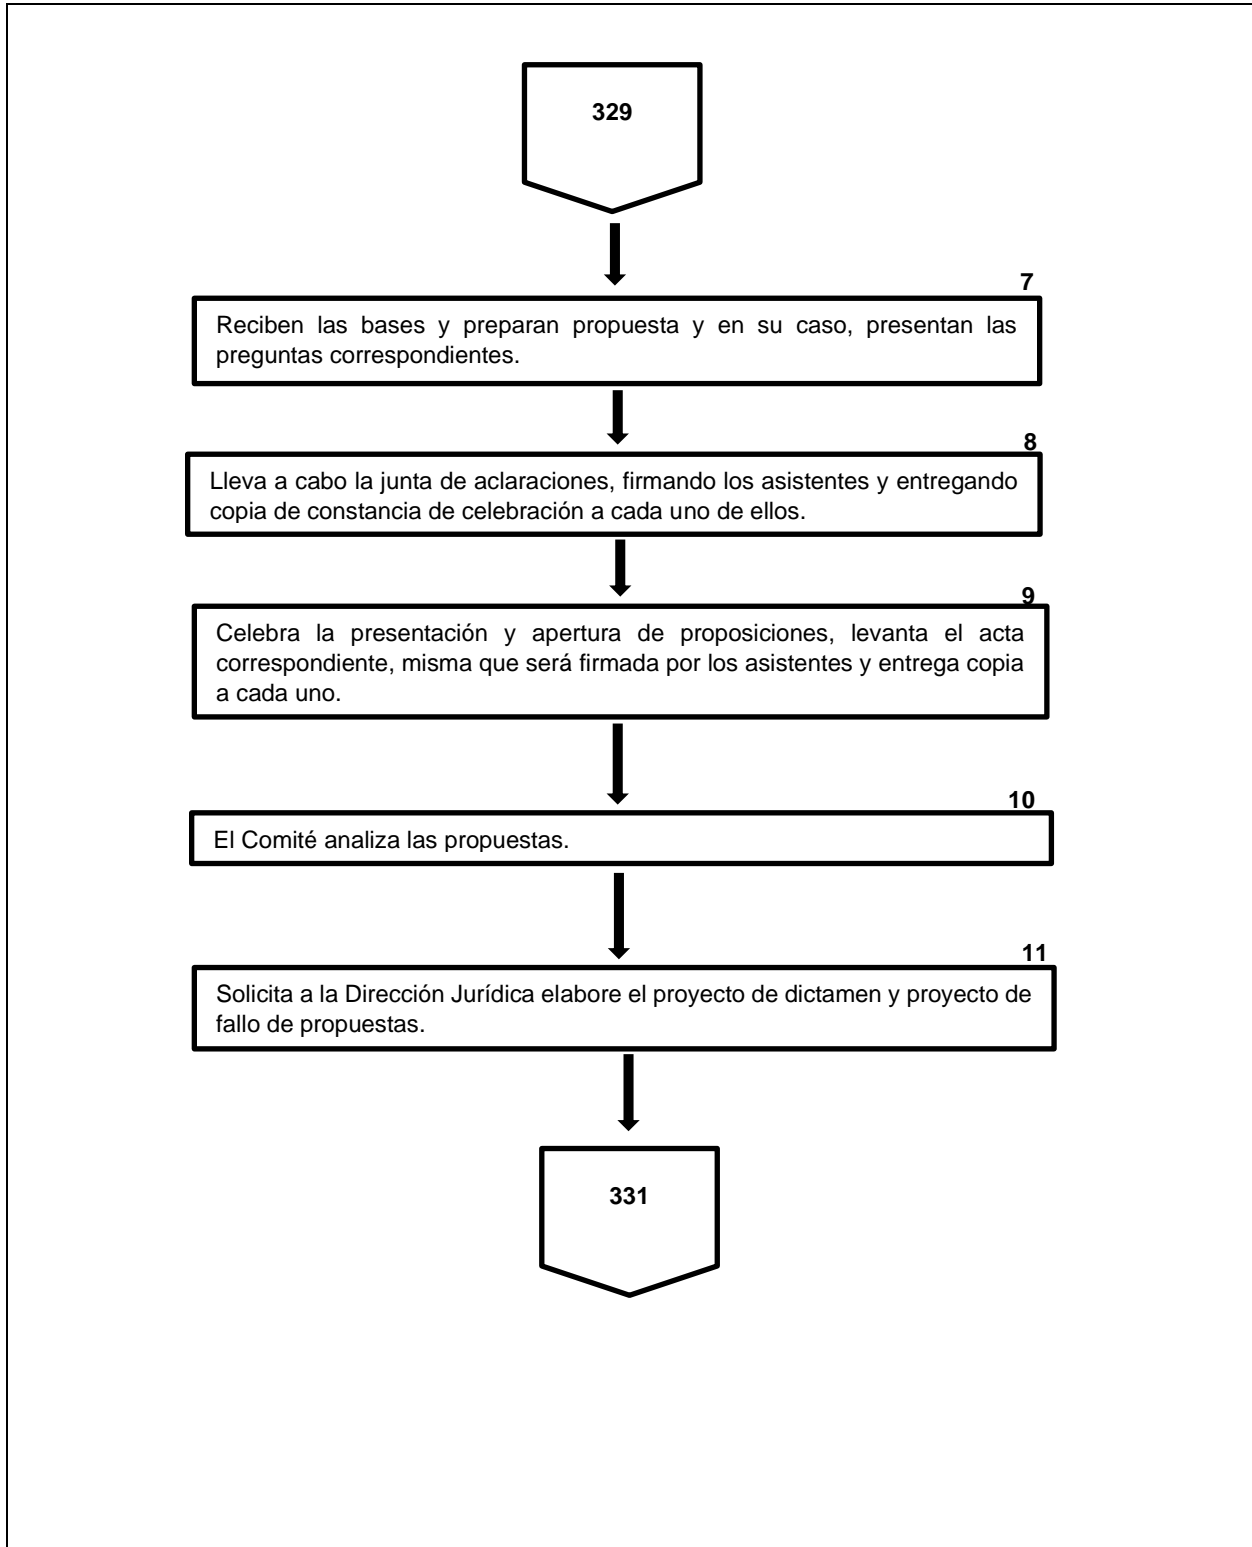 329
7
Reciben las bases y preparan propuesta y en su caso, presentan las
preguntas correspondientes.
8
Lleva a cabo la junta de aclaraciones, firmando los asistentes y entregando
copia de constancia de celebración a cada uno de ellos.
9
Celebra la presentación y apertura de proposiciones, levanta el acta
correspondiente, misma que será firmada por los asistentes y entrega copia
a cada uno.
10
El Comité analiza las propuestas.
11
Solicita a la Dirección Jurídica elabore el proyecto de dictamen y proyecto de
fallo de propuestas.
331